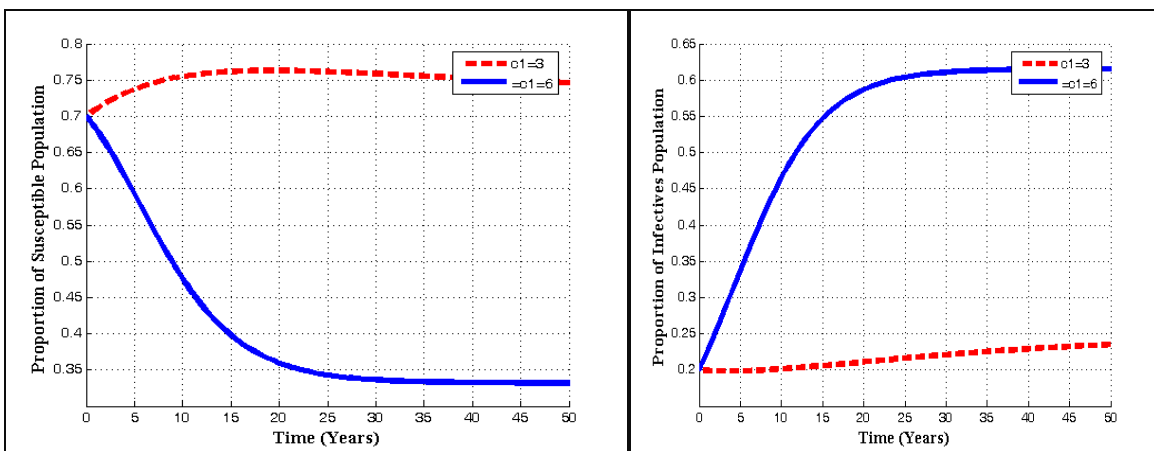 Proportion of Susceptible Population
0.8
0.75
0.7
0.65
0.6
0.55
0.5
0.45
0.4
0.35
c1=3
=c1=6
0 5 10 15 20 25 30 35 40 45 50
Time (Years)
Proportion of Infectives Population
0.65
0.6
0.55
0.5
0.45
0.4
0.35
0.3
0.25
0.2
c1=3
=c1=6
0 5 10 15 20 25 30 35 40 45 50
Time (Years)